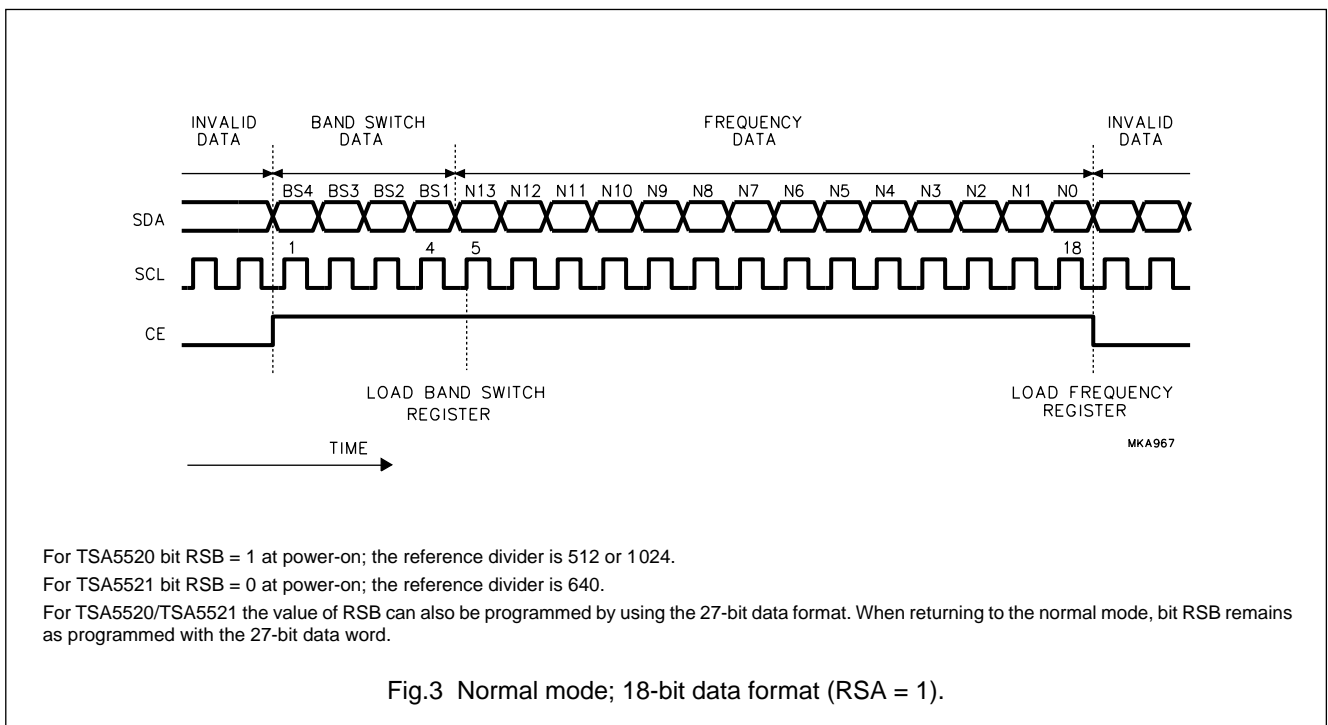 INVALID DATA
BAND SWITCH DATA
FREQUENCY DATA
INVALID DATA
BS4 BS3 BS2 BS1 N13 N12 N11 N10 N9 N8 N7 N6 N5 N4 N3 N2 N1 N0
SDA
1 4 5 18
SCL
CE
LOAD BAND SWITCH
REGISTER
LOAD FREQUENCY
REGISTER
MKA967
TIME
For TSA5520 bit RSB = 1 at power-on; the reference divider is 512 or 1024.
For TSA5521 bit RSB = 0 at power-on; the reference divider is 640.
For TSA5520/TSA5521 the value of RSB can also be programmed by using the 27-bit data format. When returning to the normal mode, bit RSB remains
as programmed with the 27-bit data word.
Fig.3 Normal mode; 18-bit data format (RSA = 1).